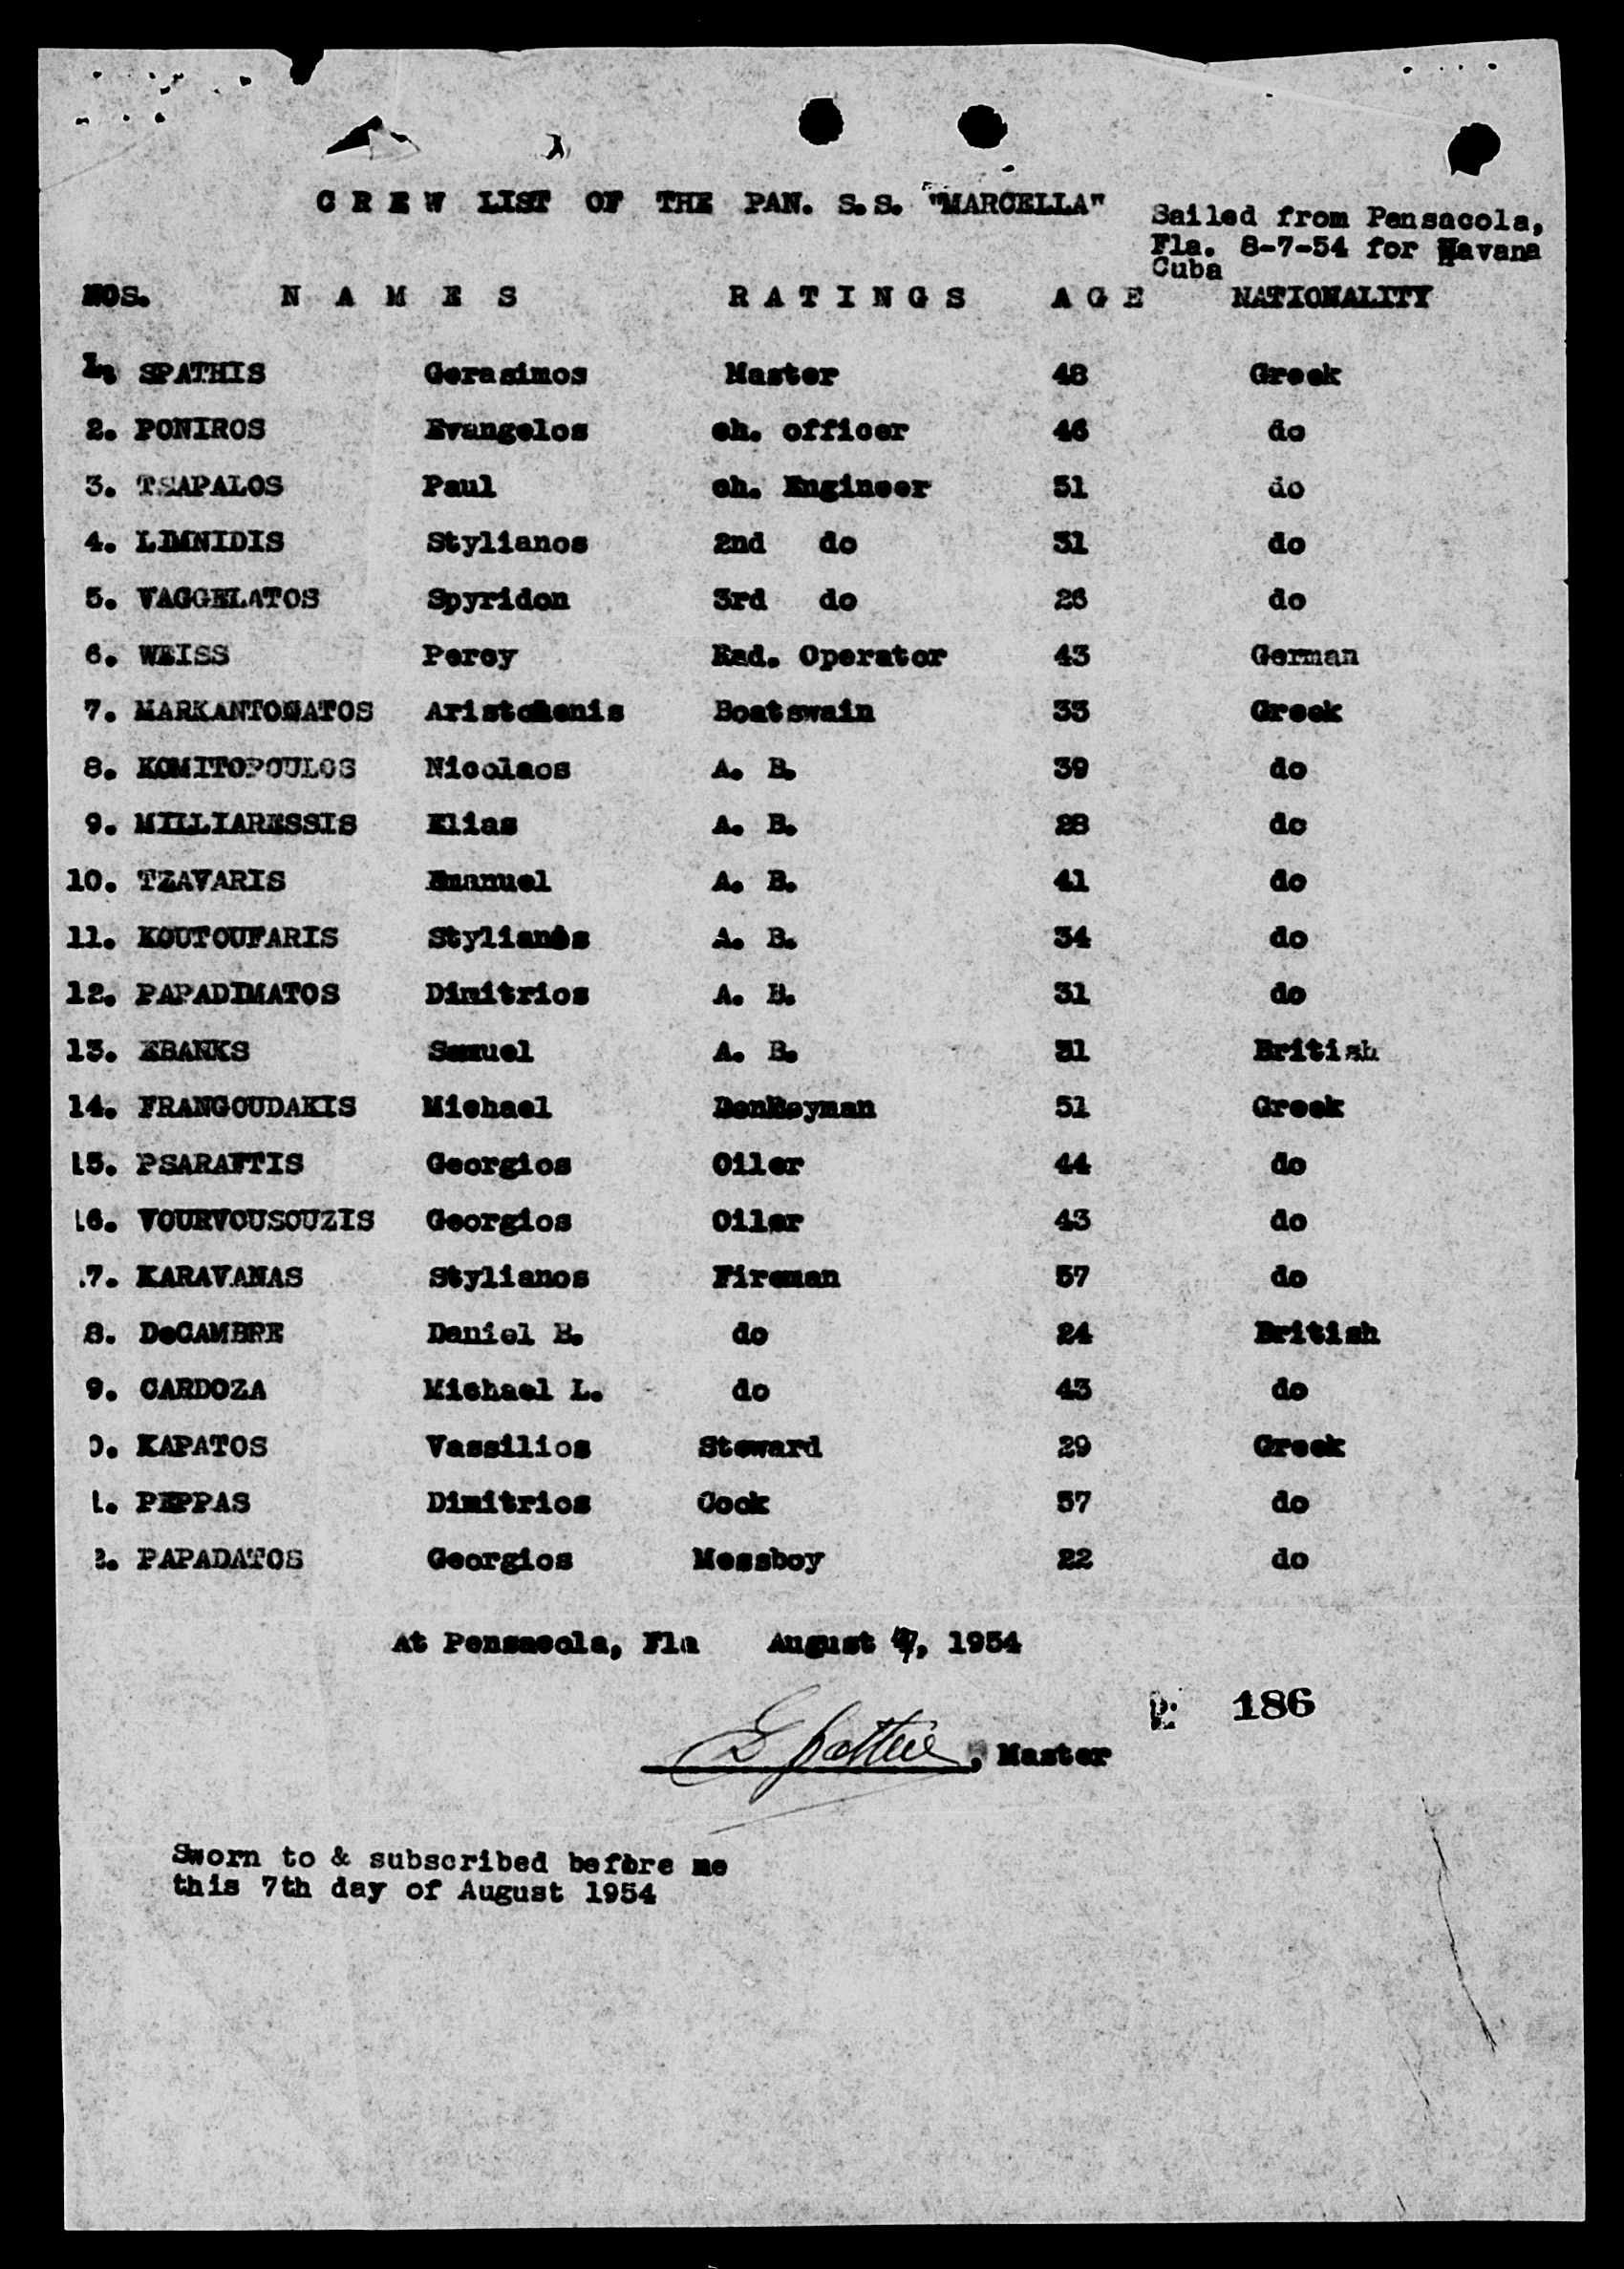 C R E W LIST OF THE PAN. S.S. "MARCELLA"
Sailed from Pensacola,
Fla. 8-7-54 for Havana
Cuba
NOS. N A M E S R A T I N G S A G E NATIONALITY
1. SPATHIS Gerasimos Master 48 Greek
2. PONIROS Evangelos ch. officer 46 do
3. TSAPALOS Paul ch. Engineer 51 do
4. LIMNIDIS Stylianos 2nd do 31 do
5. VAGGELATOS Spyridon 3rd do 26 do
6. WEISS Percy Rad. Operator 43 German
7. MARKANTONATOS Boatswain 33 Greek
8. KOMITOPOULOS Nicolaos A. B. 39 do
9. MILLIARESSIS Elias A. B. 28 do
10. TZAVARIS Emanuel A. B. 41 do
11. KOUTOUFARIS Stylianos A. B. 34 do
12. PAPADIMATOS Dimitrios A. B. 31 do
13. EBANKS Samuel A. B. 31 British
14. FRANGOUDAKIS Michael DonKeyman 51 Greek
15. PSARAFTIS Georgios Oiler 44 do
16. VOURVOUSOUZIS Georgios Oiler 43 do
7. KARAVANAS Stylianos Fireman 57 do
8. DeCAMBRE Daniel B. do 24 British
9. CARDOZA Michael L. do 43 do
0. KAPATOS Vassilios Steward 29 Greek
1. PEPPAS Dimitrios Cook 57 do
2. PAPADATOS Georgios Messboy 22 do
At Pensacola, Fla August 7, 1954
186
, Master
Sworn to & subscribed before me
this 7th day of August 1954